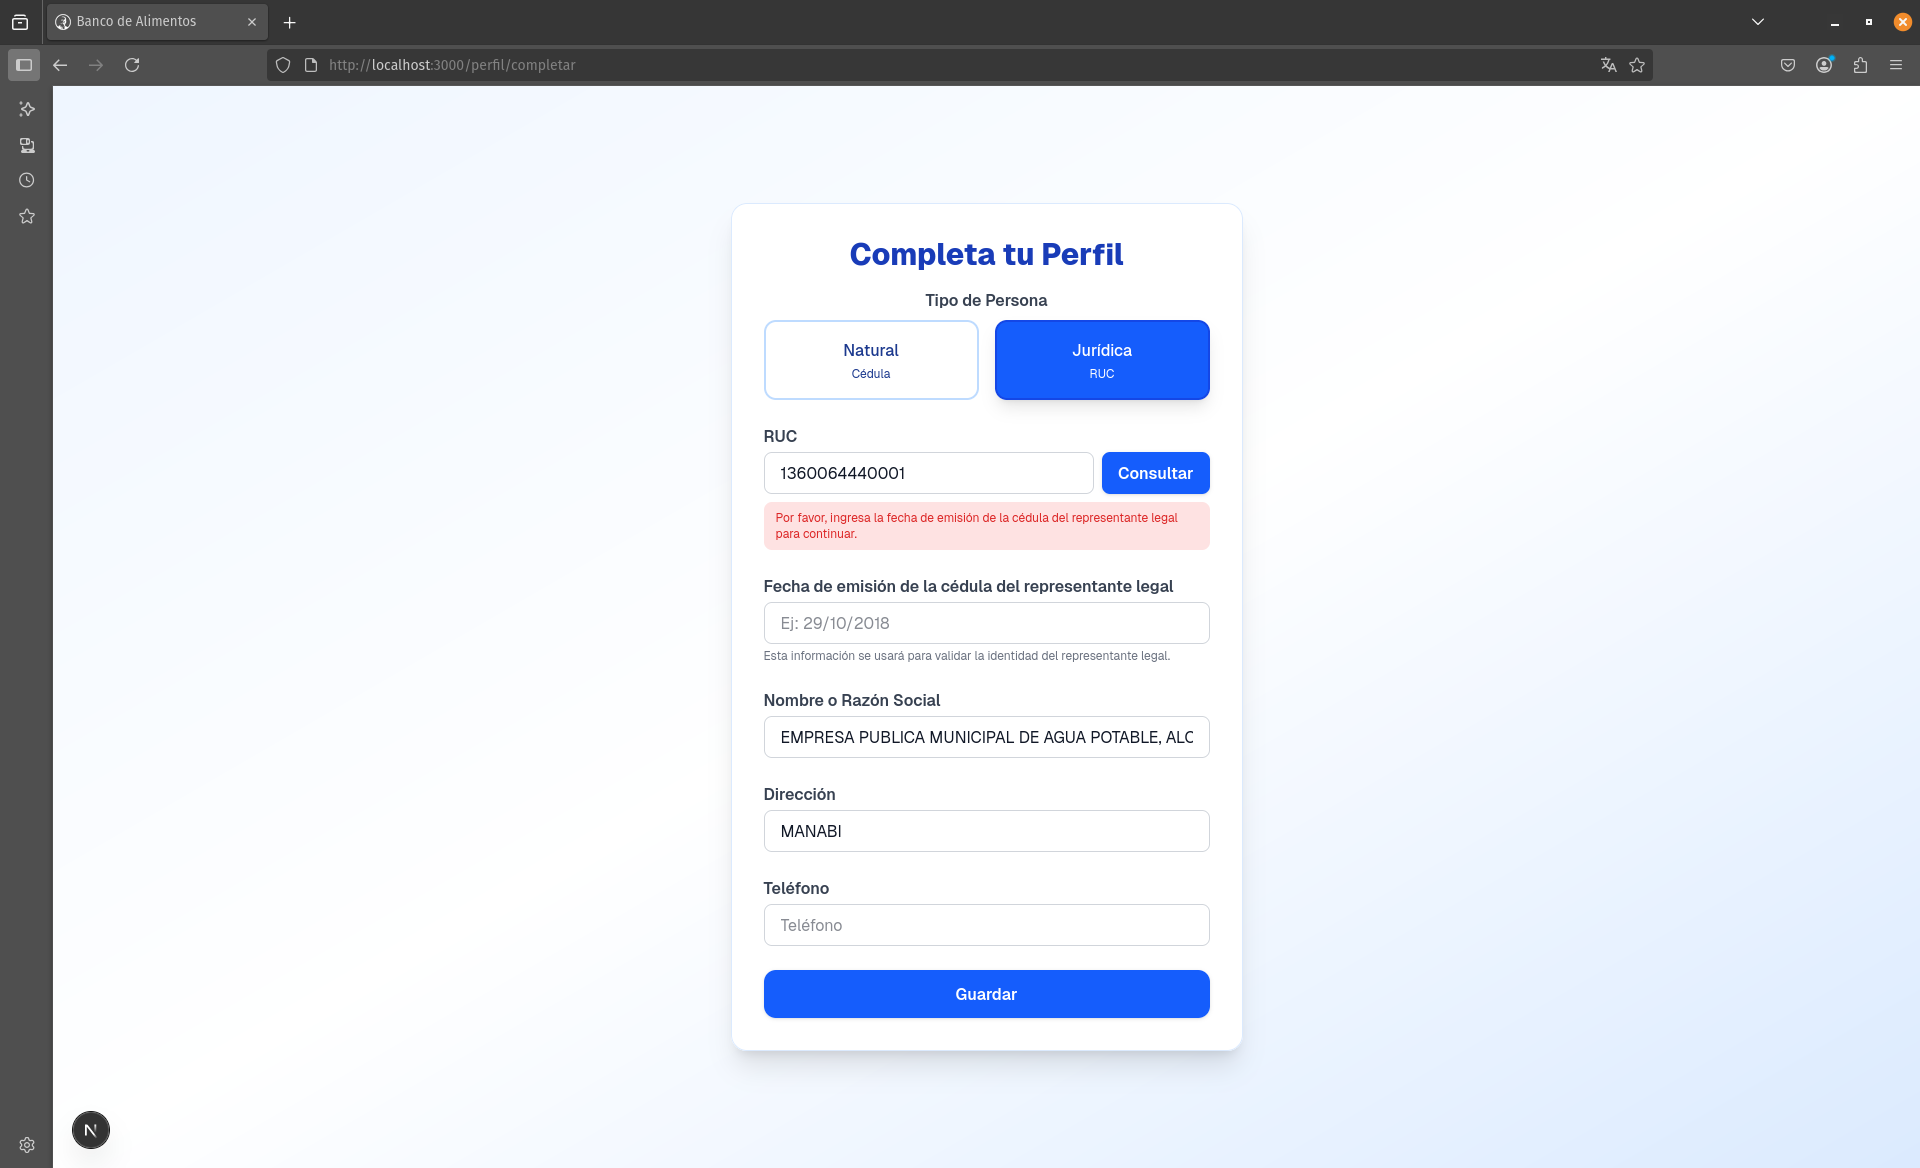 Banco de Alimentos
http://localhost:3000/perfil/completar
Completa tu Perfil
Tipo de Persona
Natural
Cédula
Jurídica
RUC
RUC
1360064440001
Consultar
Por favor, ingresa la fecha de emisión de la cédula del representante legal
para continuar.
Fecha de emisión de la cédula del representante legal
Ej: 29/10/2018
Esta información se usará para validar la identidad del representante legal.
Nombre o Razón Social
EMPRESA PUBLICA MUNICIPAL DE AGUA POTABLE, ALC
Dirección
MANABI
Teléfono
Teléfono
Guardar
N